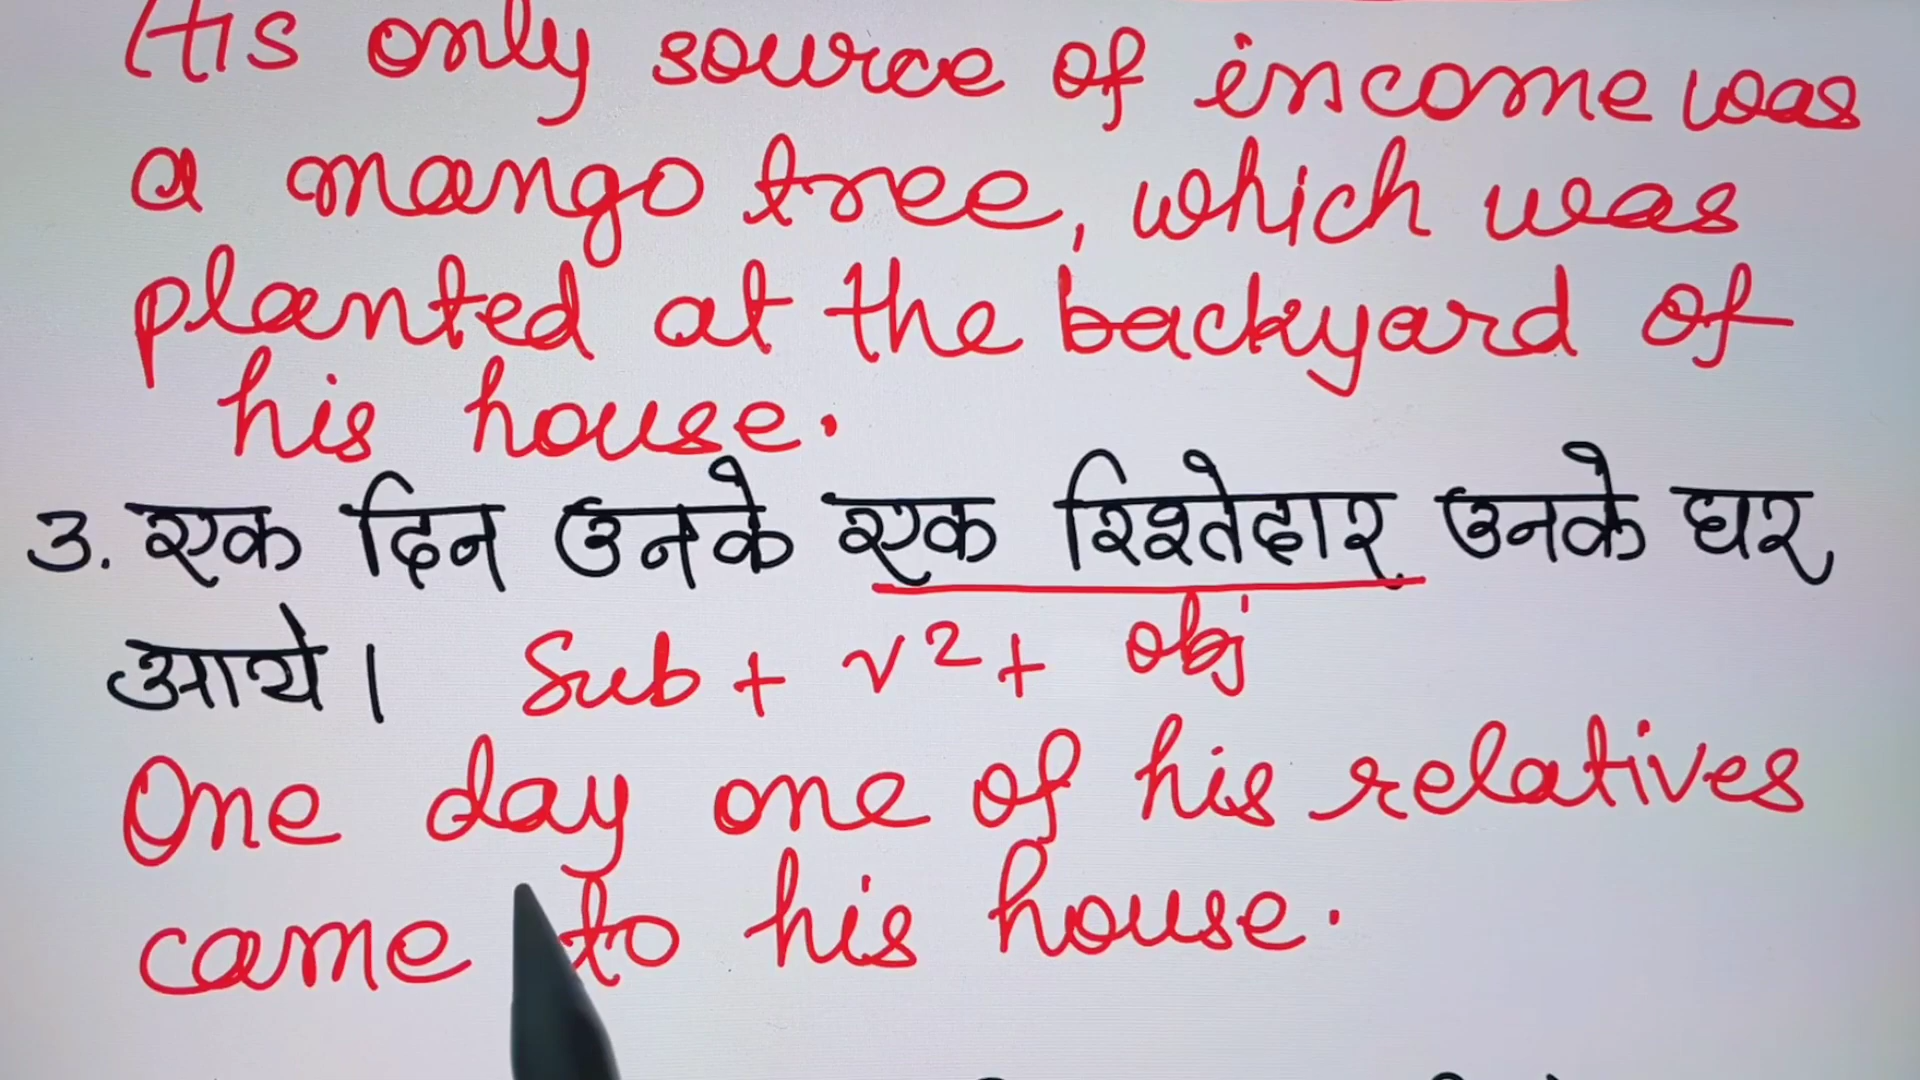 His only source of income was
a mango tree, which was
planted at the backyard of
his house.
3. एक दिन उनके एक रिश्तेदार उनके घर
आये। Sub + v2 + obj
One day one of his relatives
came to his house.